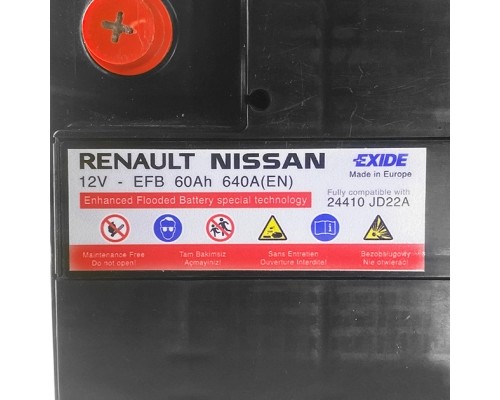 RENAULT NISSAN
EXIDE
Made in Europe
12V - EFB 60Ah 640A(EN)
Fully compatible with
24410 JD22A
Enhanced Flooded Battery special technology
Maintenance Free
Do not open!
Tam Bakımsız
Açmayınız!
Sans Entretien
Ouverture Interdite!
Bezobsługowy
Nie otwierać!